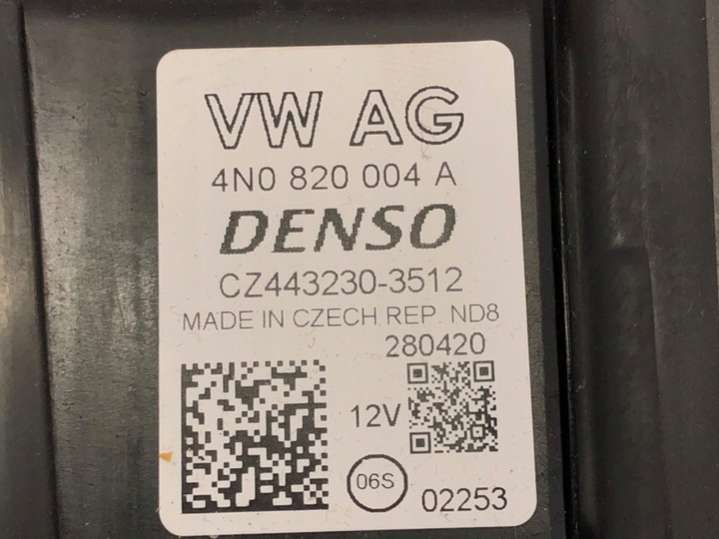 VW AG
4N0 820 004 A
DENSO
CZ443230-3512
MADE IN CZECH REP. ND8
280420
12V
06S
02253